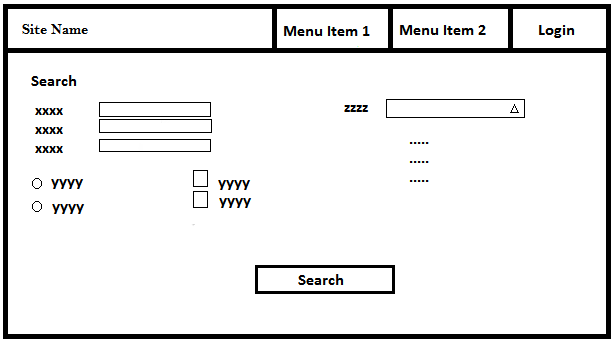 Site Name
Menu Item 1
Menu Item 2
Login
Search
xxxx
xxxx
xxxx
zzzz
.....
.....
.....
yyyy
yyyy
yyyy
yyyy
Search